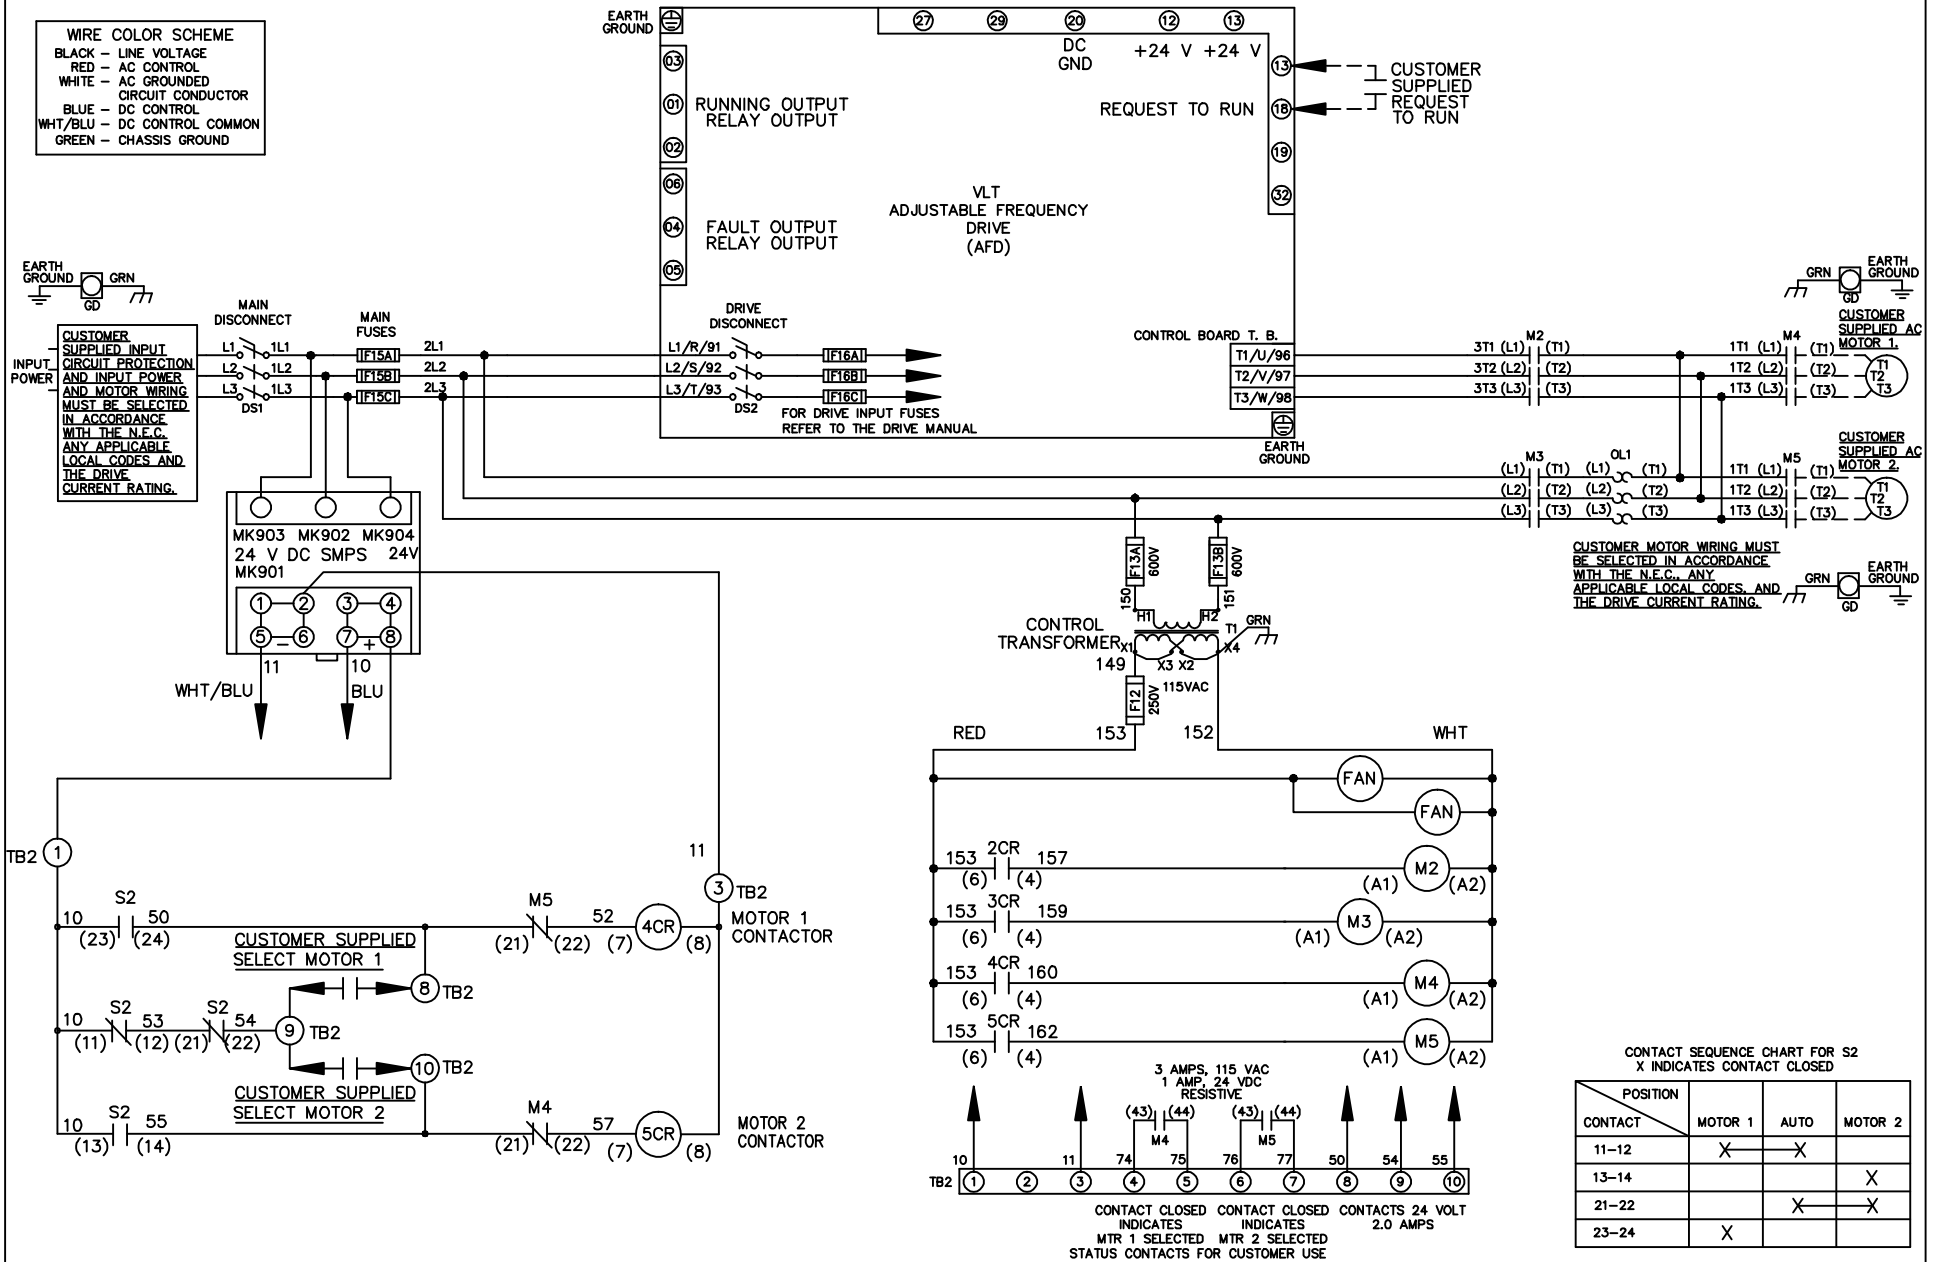 WIRE COLOR SCHEME
BLACK – LINE VOLTAGE
RED – AC CONTROL
WHITE – AC GROUNDED
CIRCUIT CONDUCTOR
BLUE – DC CONTROL
WHT/BLU – DC CONTROL COMMON
GREEN – CHASSIS GROUND
EARTH
GROUND
27 29 20 12 13
DC
GND
+24 V +24 V
03
01
02
RUNNING OUTPUT
RELAY OUTPUT
06
04
05
FAULT OUTPUT
RELAY OUTPUT
13
18
19
32
REQUEST TO RUN
CUSTOMER
SUPPLIED
REQUEST
TO RUN
VLT
ADJUSTABLE FREQUENCY
DRIVE
(AFD)
EARTH
GROUND
GRN
GD
INPUT
POWER
CUSTOMER
SUPPLIED INPUT
CIRCUIT PROTECTION
AND INPUT POWER
AND MOTOR WIRING
MUST BE SELECTED
IN ACCORDANCE
WITH THE N.E.C.
ANY APPLICABLE
LOCAL CODES AND
THE DRIVE
CURRENT RATING.
MAIN
DISCONNECT
L1 1L1
L2 1L2
L3 1L3
DS1
MAIN
FUSES
F15A 2L1
F15B 2L2
F15C 2L3
DRIVE
DISCONNECT
L1/R/91 F16A
L2/S/92 F16B
L3/T/93 F16C
DS2
FOR DRIVE INPUT FUSES
REFER TO THE DRIVE MANUAL
CONTROL BOARD T. B.
T1/U/96
T2/V/97
T3/W/98
EARTH
GROUND
M2
3T1 (L1) (T1)
3T2 (L2) (T2)
3T3 (L3) (T3)
M4
1T1 (L1) (T1)
1T2 (L2) (T2)
1T3 (L3) (T3)
T1
T2
T3
GRN
EARTH
GROUND
GD
CUSTOMER
SUPPLIED AC
MOTOR 1.
M3 OL1
(L1) (T1) (L1) (T1)
(L2) (T2) (L2) (T2)
(L3) (T3) (L3) (T3)
M5
1T1 (L1) (T1)
1T2 (L2) (T2)
1T3 (L3) (T3)
T1
T2
T3
CUSTOMER
SUPPLIED AC
MOTOR 2.
CUSTOMER MOTOR WIRING MUST
BE SELECTED IN ACCORDANCE
WITH THE N.E.C., ANY
APPLICABLE LOCAL CODES, AND
THE DRIVE CURRENT RATING.
GRN
EARTH
GROUND
GD
MK903 MK902 MK904
24 V DC SMPS 24V
MK901
1 2 3 4
5 – 6 7 + 8
11 10
WHT/BLU BLU
F13A 600V
F13B 600V
150 151
H1 H2
CONTROL
TRANSFORMER
T1
GRN
X1 X3 X2 X4
149
115VAC
F12 250V
153 152
RED WHT
FAN
FAN
153 2CR 157 M2
(6) (4) (A1) (A2)
153 3CR 159 M3
(6) (4) (A1) (A2)
153 4CR 160 M4
(6) (4) (A1) (A2)
153 5CR 162 M5
(6) (4) (A1) (A2)
TB2 1
11
3 TB2
S2 M5
10 50 52 4CR
(23) (24) (21) (22) (7) (8)
MOTOR 1
CONTACTOR
CUSTOMER SUPPLIED
SELECT MOTOR 1
8 TB2
S2 S2
10 53 54 9 TB2
(11) (12) (21) (22)
10 TB2
CUSTOMER SUPPLIED
SELECT MOTOR 2
S2 M4
10 55 57 5CR
(13) (14) (21) (22) (7) (8)
MOTOR 2
CONTACTOR
3 AMPS, 115 VAC
1 AMP, 24 VDC
RESISTIVE
(43) (44) (43) (44)
M4 M5
10 11 74 75 76 77 50 54 55
TB2 1 2 3 4 5 6 7 8 9 10
CONTACT CLOSED
INDICATES
MTR 1 SELECTED
CONTACT CLOSED
INDICATES
MTR 2 SELECTED
STATUS CONTACTS FOR CUSTOMER USE
CONTACTS 24 VOLT
2.0 AMPS
CONTACT SEQUENCE CHART FOR S2
X INDICATES CONTACT CLOSED
POSITION
CONTACT MOTOR 1 AUTO MOTOR 2
11–12 X X
13–14 X
21–22 X X
23–24 X